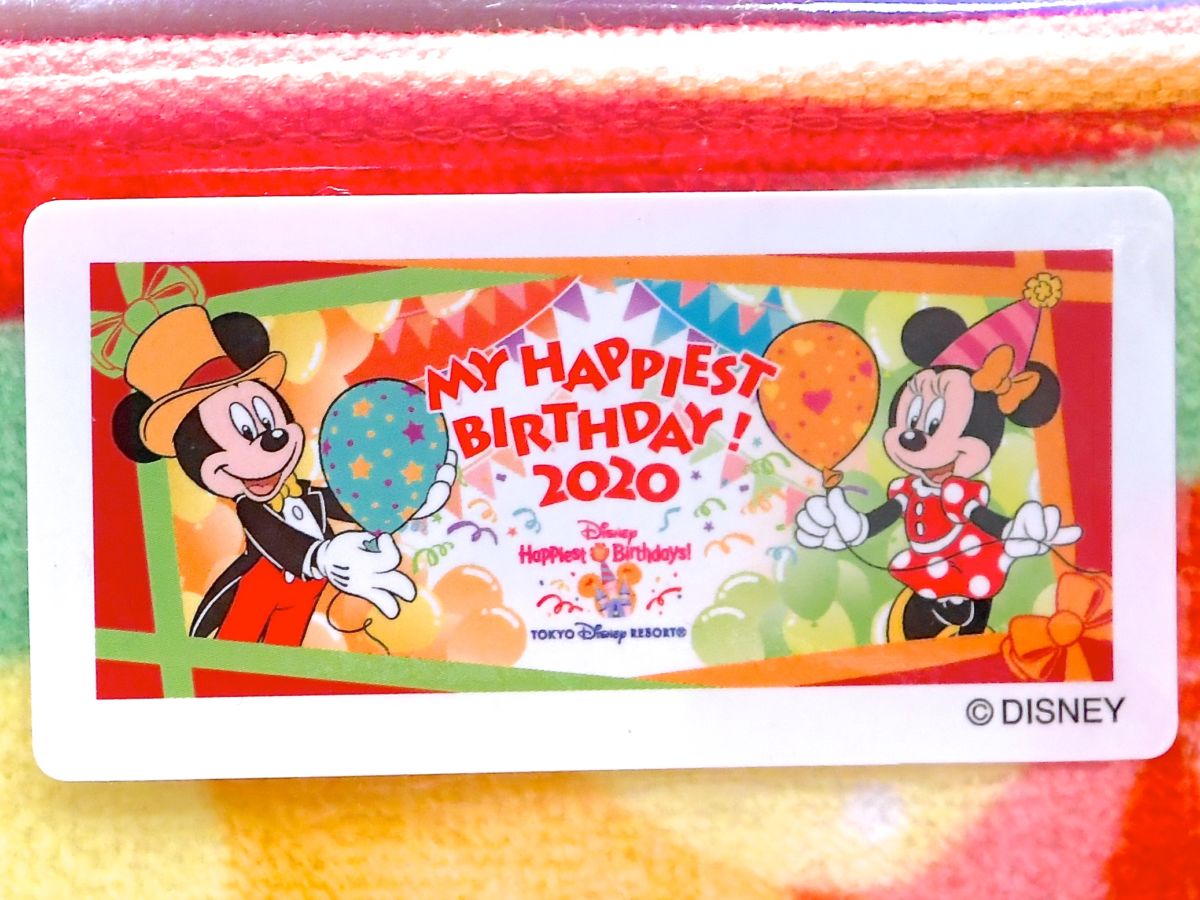 MY HAPPIEST
BIRTHDAY!
2020
Disney
Happiest Birthdays!
TOKYO Disney RESORT®
© DISNEY